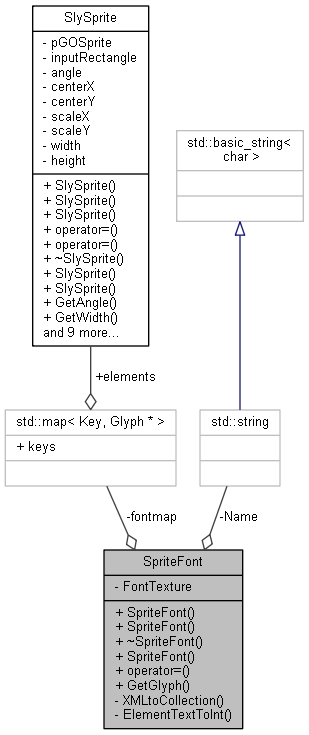 SlySprite
- pGOSprite
- inputRectangle
- angle
- centerX
- centerY
- scaleX
- scaleY
- width
- height
+ SlySprite()
+ SlySprite()
+ SlySprite()
+ operator=()
+ operator=()
+ ~SlySprite()
+ SlySprite()
+ SlySprite()
+ GetAngle()
+ GetWidth()
and 9 more...
std::basic_string<
char >
+elements
std::map< Key, Glyph * >
+ keys
std::string
-fontmap
-Name
SpriteFont
- FontTexture
+ SpriteFont()
+ SpriteFont()
+ ~SpriteFont()
+ SpriteFont()
+ operator=()
+ GetGlyph()
- XMLtoCollection()
- ElementTextToInt()